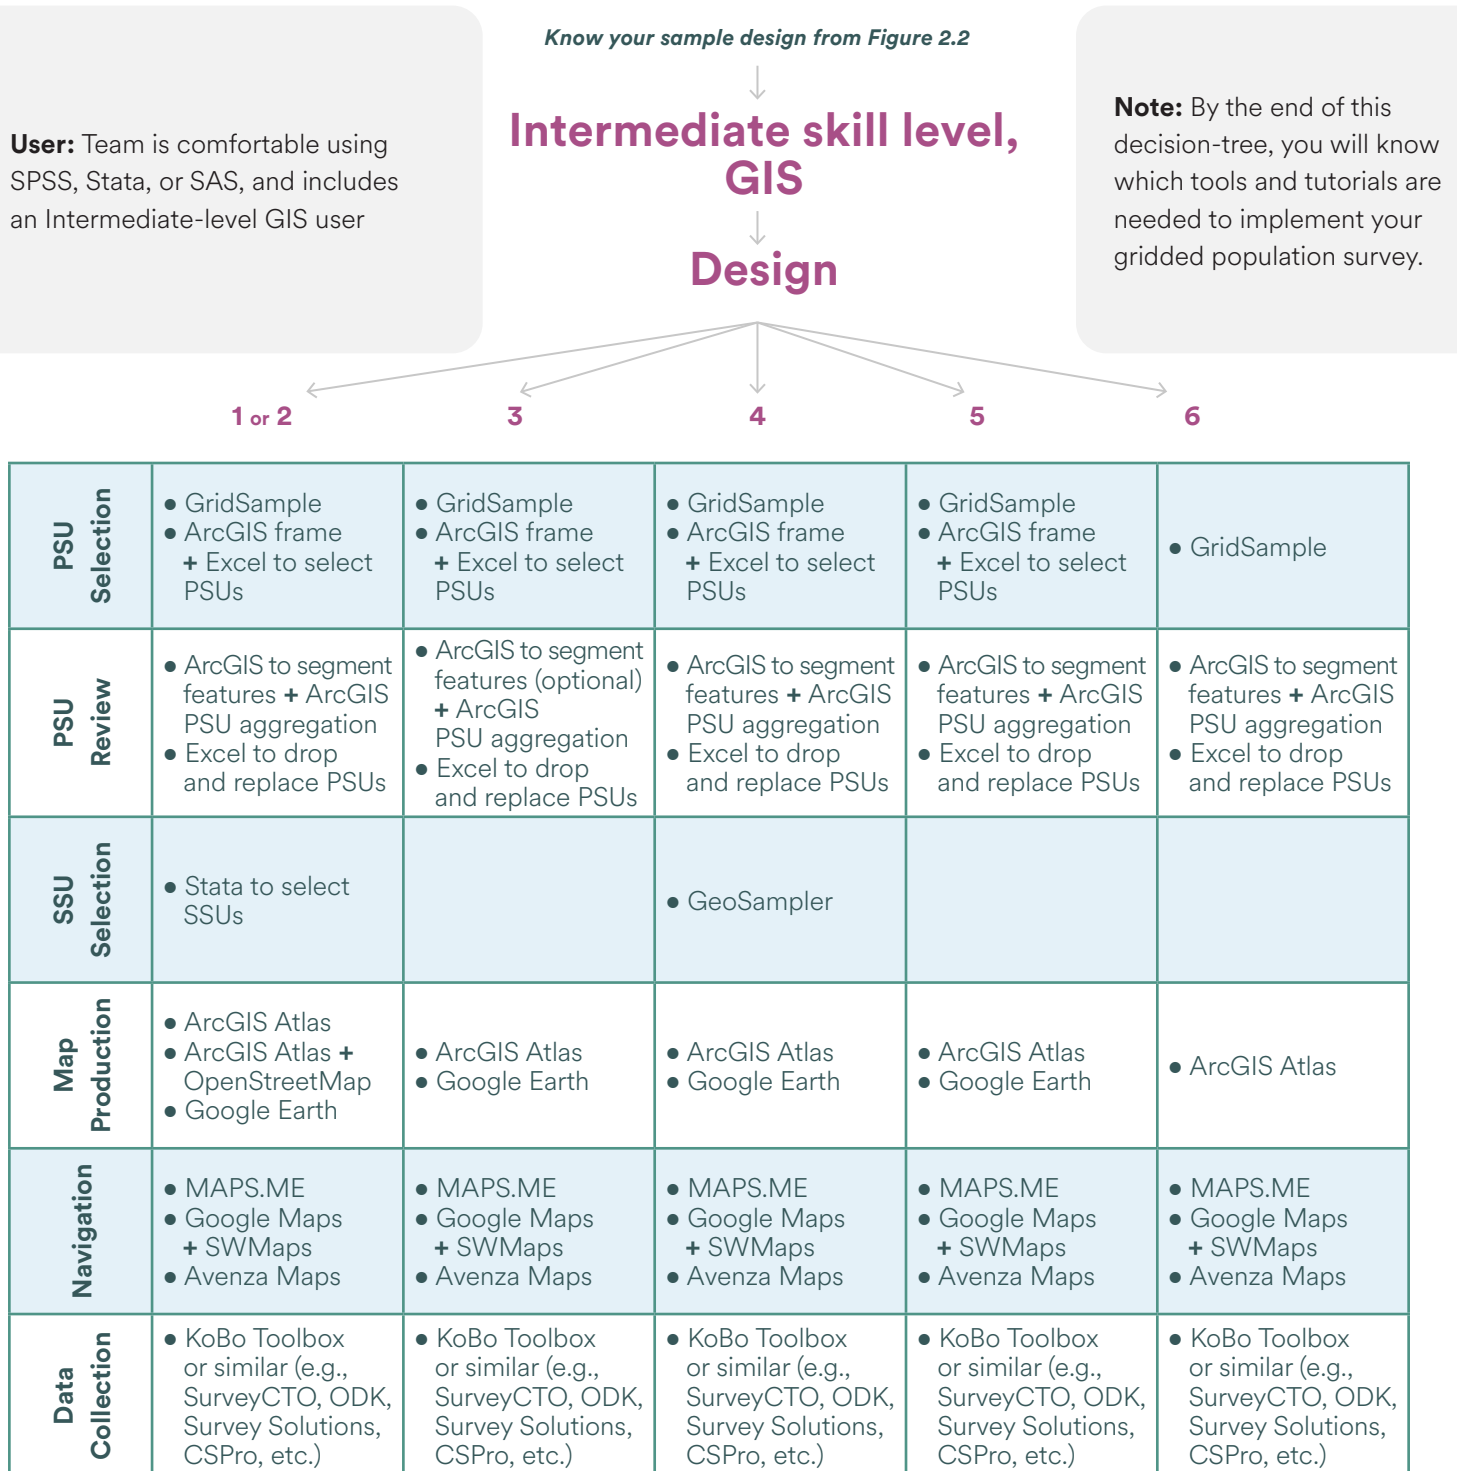 Know your sample design from Figure 2.2
User: Team is comfortable using
SPSS, Stata, or SAS, and includes
an Intermediate-level GIS user
Intermediate skill level,
GIS
Design
Note: By the end of this
decision-tree, you will know
which tools and tutorials are
needed to implement your
gridded population survey.
1 or 2
3
4
5
6
PSU
Selection
● GridSample
● ArcGIS frame
+ Excel to select
PSUs
● GridSample
● ArcGIS frame
+ Excel to select
PSUs
● GridSample
● ArcGIS frame
+ Excel to select
PSUs
● GridSample
● ArcGIS frame
+ Excel to select
PSUs
● GridSample
PSU
Review
● ArcGIS to segment
features + ArcGIS
PSU aggregation
● Excel to drop
and replace PSUs
● ArcGIS to segment
features (optional)
+ ArcGIS
PSU aggregation
● Excel to drop
and replace PSUs
● ArcGIS to segment
features + ArcGIS
PSU aggregation
● Excel to drop
and replace PSUs
● ArcGIS to segment
features + ArcGIS
PSU aggregation
● Excel to drop
and replace PSUs
● ArcGIS to segment
features + ArcGIS
PSU aggregation
● Excel to drop
and replace PSUs
SSU
Selection
● Stata to select
SSUs
● GeoSampler
Map
Production
● ArcGIS Atlas
● ArcGIS Atlas +
OpenStreetMap
● Google Earth
● ArcGIS Atlas
● Google Earth
● ArcGIS Atlas
● Google Earth
● ArcGIS Atlas
● Google Earth
● ArcGIS Atlas
Navigation
● MAPS.ME
● Google Maps
+ SWMaps
● Avenza Maps
● MAPS.ME
● Google Maps
+ SWMaps
● Avenza Maps
● MAPS.ME
● Google Maps
+ SWMaps
● Avenza Maps
● MAPS.ME
● Google Maps
+ SWMaps
● Avenza Maps
● MAPS.ME
● Google Maps
+ SWMaps
● Avenza Maps
Data
Collection
● KoBo Toolbox
or similar (e.g.,
SurveyCTO, ODK,
Survey Solutions,
CSPro, etc.)
● KoBo Toolbox
or similar (e.g.,
SurveyCTO, ODK,
Survey Solutions,
CSPro, etc.)
● KoBo Toolbox
or similar (e.g.,
SurveyCTO, ODK,
Survey Solutions,
CSPro, etc.)
● KoBo Toolbox
or similar (e.g.,
SurveyCTO, ODK,
Survey Solutions,
CSPro, etc.)
● KoBo Toolbox
or similar (e.g.,
SurveyCTO, ODK,
Survey Solutions,
CSPro, etc.)